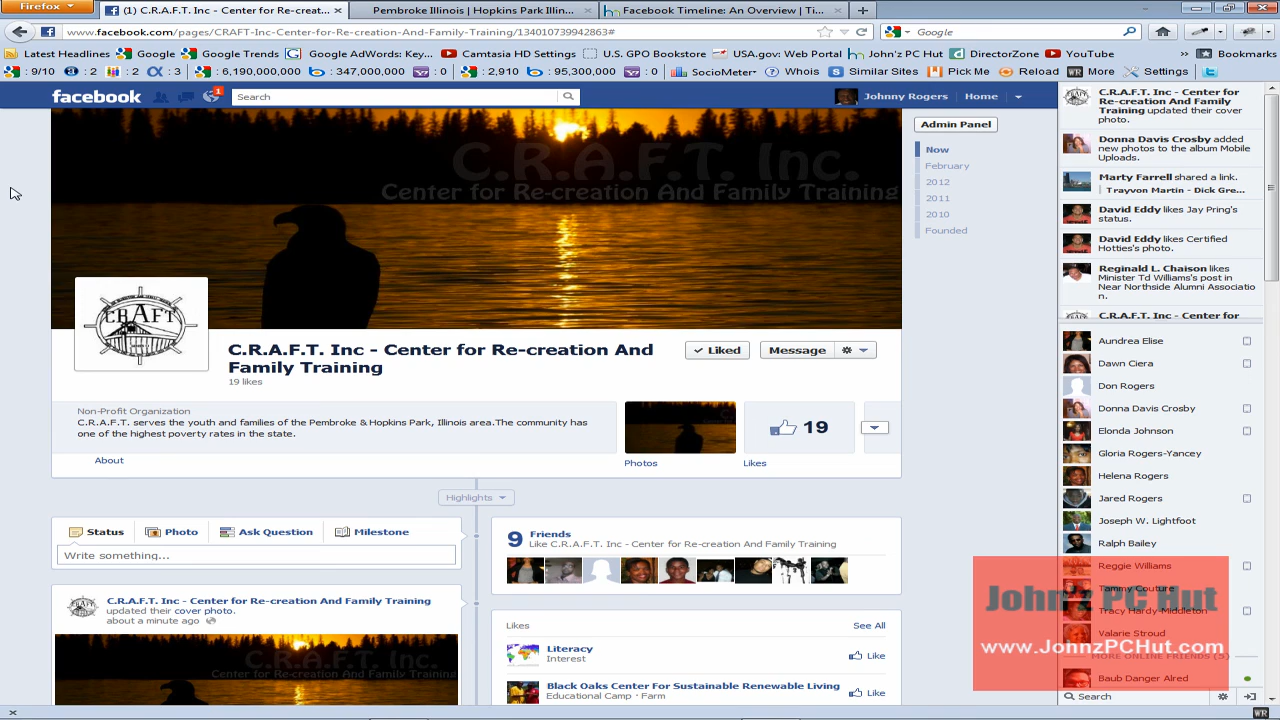 Firefox
(1) C.R.A.F.T. Inc - Center for Re-creat...
Pembroke Illinois | Hopkins Park Illin...
Facebook Timeline: An Overview | Ti...
www.facebook.com/pages/CRAFT-Inc-Center-for-Re-creation-And-Family-Training/134010739942863#
Google
Latest Headlines
Google
Google Trends
Google AdWords: Key...
Camtasia HD Settings
U.S. GPO Bookstore
USA.gov: Web Portal
John'z PC Hut
DirectorZone
YouTube
Bookmarks
: 9/10
: 2
: 2
: 3
: 6,190,000,000
: 347,000,000
: 0
: 2,910
: 95,300,000
: 0
SocioMeter
Whois
Similar Sites
Pick Me
Reload
More
Settings
facebook
1
Search
Johnny Rogers
Home
C.R.A.F.T. Inc.
Center for Re-creation And Family Training
Admin Panel
Now
February
2012
2011
2010
Founded
CRAFT
C.R.A.F.T. Inc - Center for Re-creation And
Family Training
19 likes
Liked
Message
Non-Profit Organization
C.R.A.F.T. serves the youth and families of the Pembroke & Hopkins Park, Illinois area.The community has
one of the highest poverty rates in the state.
About
19
Photos
Likes
Highlights
Status
Photo
Ask Question
Milestone
Write something...
C.R.A.F.T. Inc - Center for Re-creation And Family Training
updated their cover photo.
about a minute ago
C.R.A.F.T. Inc.
Center for Re-creation And Family Training
9 Friends
Like C.R.A.F.T. Inc - Center for Re-creation And Family Training
Likes
See All
Literacy
Interest
Like
Black Oaks Center For Sustainable Renewable Living
Educational Camp · Farm
Like
C.R.A.F.T. Inc - Center for
Re-creation And Family
Training updated their cover
photo.
Donna Davis Crosby added
new photos to the album Mobile
Uploads.
Marty Farrell shared a link.
Trayvon Martin - Dick Gre...
David Eddy likes Jay Pring's
status.
David Eddy likes Certified
Hotties's photo.
Reginald L. Chaison likes
Minister Td Williams's post in
Near Northside Alumni Associatio
n.
C.R.A.F.T. Inc - Center for
Aundrea Elise
Dawn Ciera
Don Rogers
Donna Davis Crosby
Elonda Johnson
Gloria Rogers-Yancey
Helena Rogers
Jared Rogers
Joseph W. Lightfoot
Ralph Bailey
Reggie Williams
Tammy Couture
Tracy Hardy-Middleton
Valarie Stroud
MORE ONLINE FRIENDS (5)
Baub Danger Alred
John'z PC Hut
www.JohnzPCHut.com
Search
WR